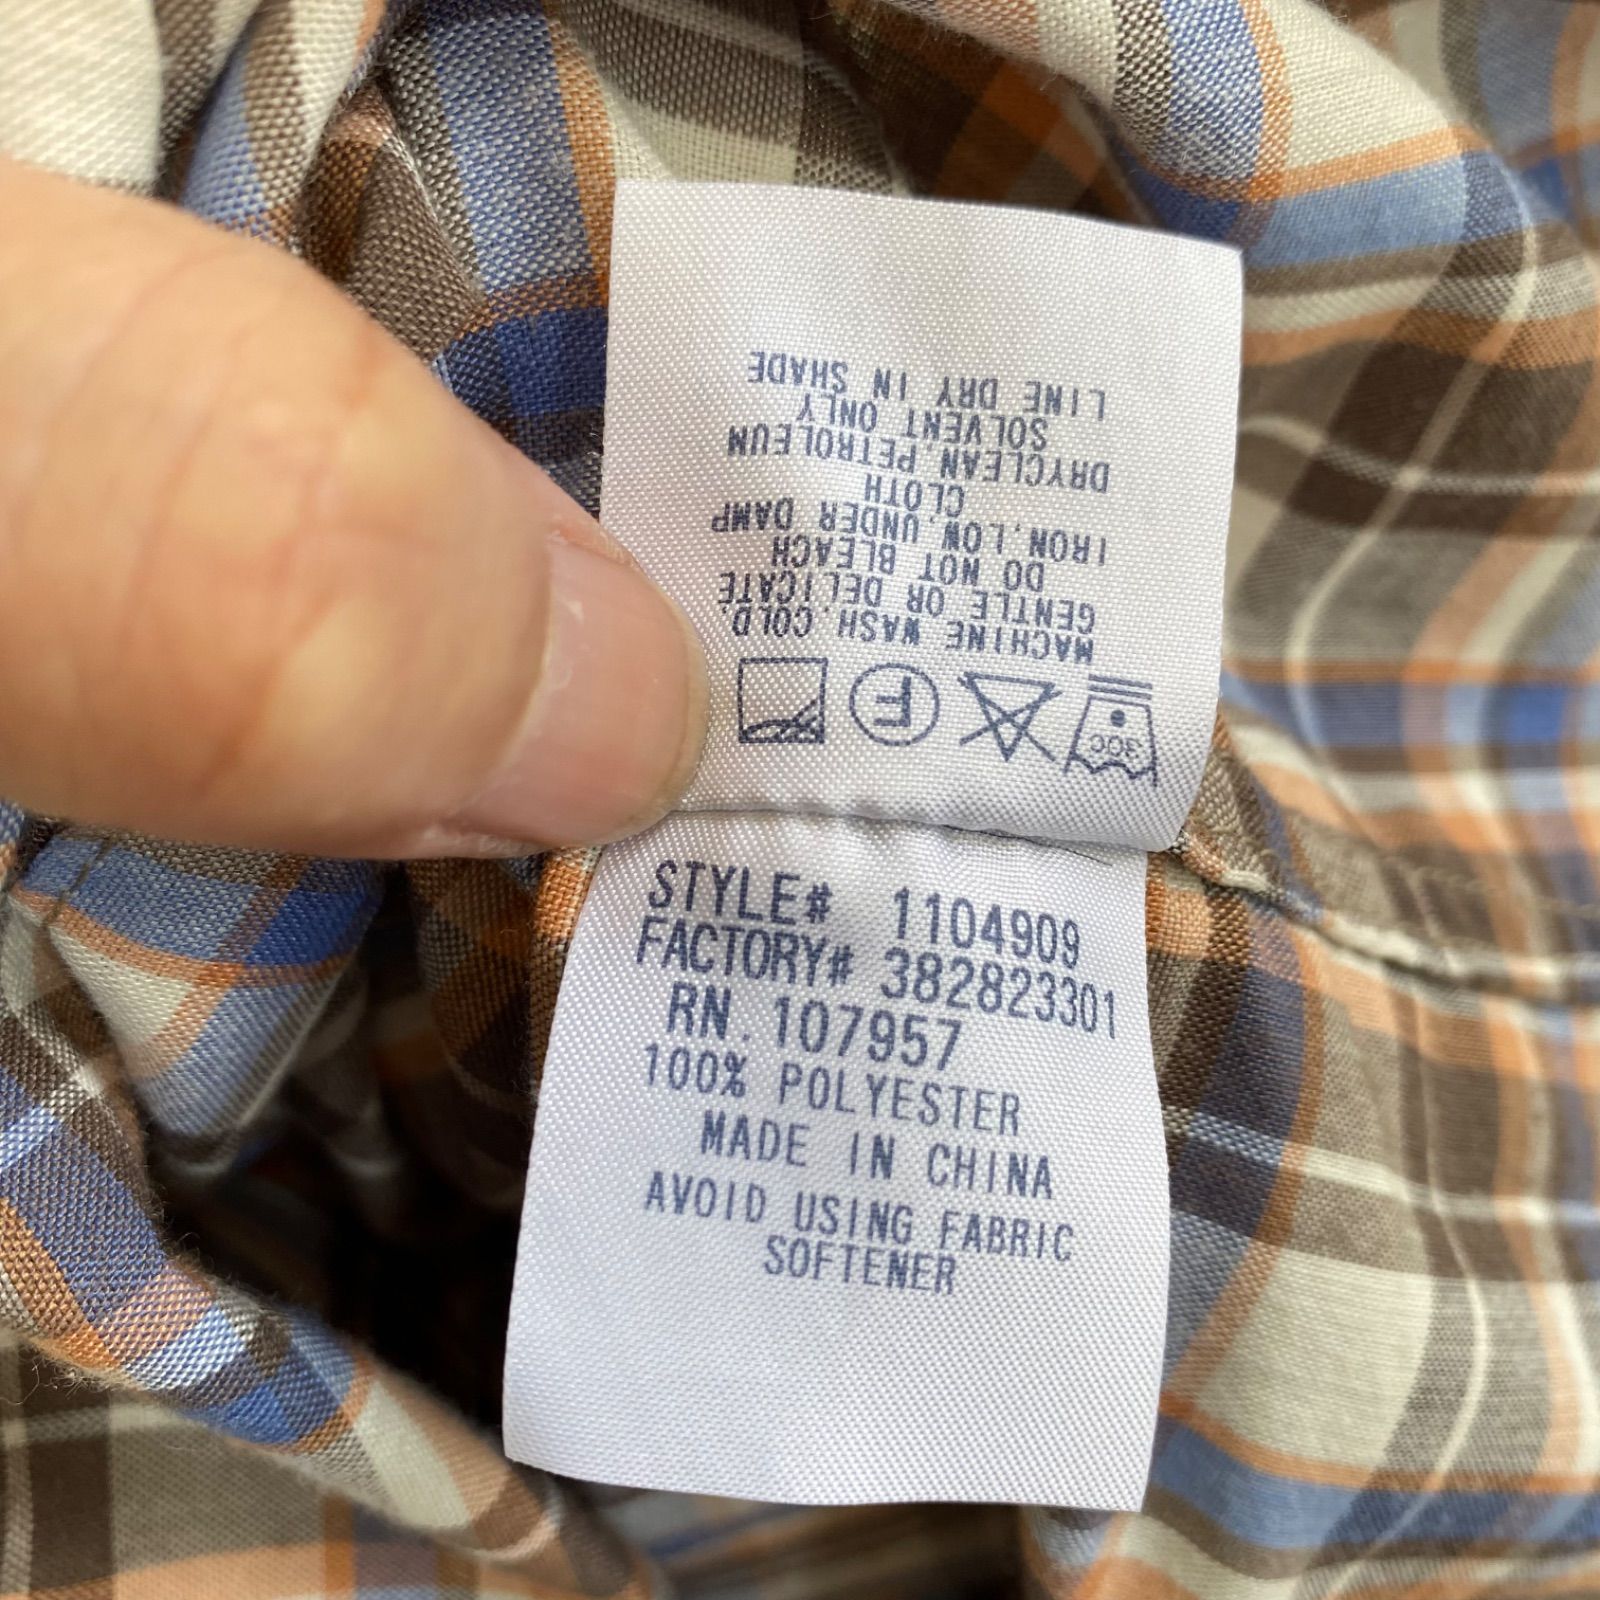 30C
F
MACHINE WASH.COLD.
GENTLE OR DELICATE
DO NOT BLEACH
IRON.LOW.UNDER DAMP
CLOTH
DRYCLEAN.PETROLEUM
SOLVENT ONLY
LINE DRY IN SHADE
STYLE# 1104909
FACTORY# 382823301
RN. 107957
100% POLYESTER
MADE IN CHINA
AVOID USING FABRIC
SOFTENER